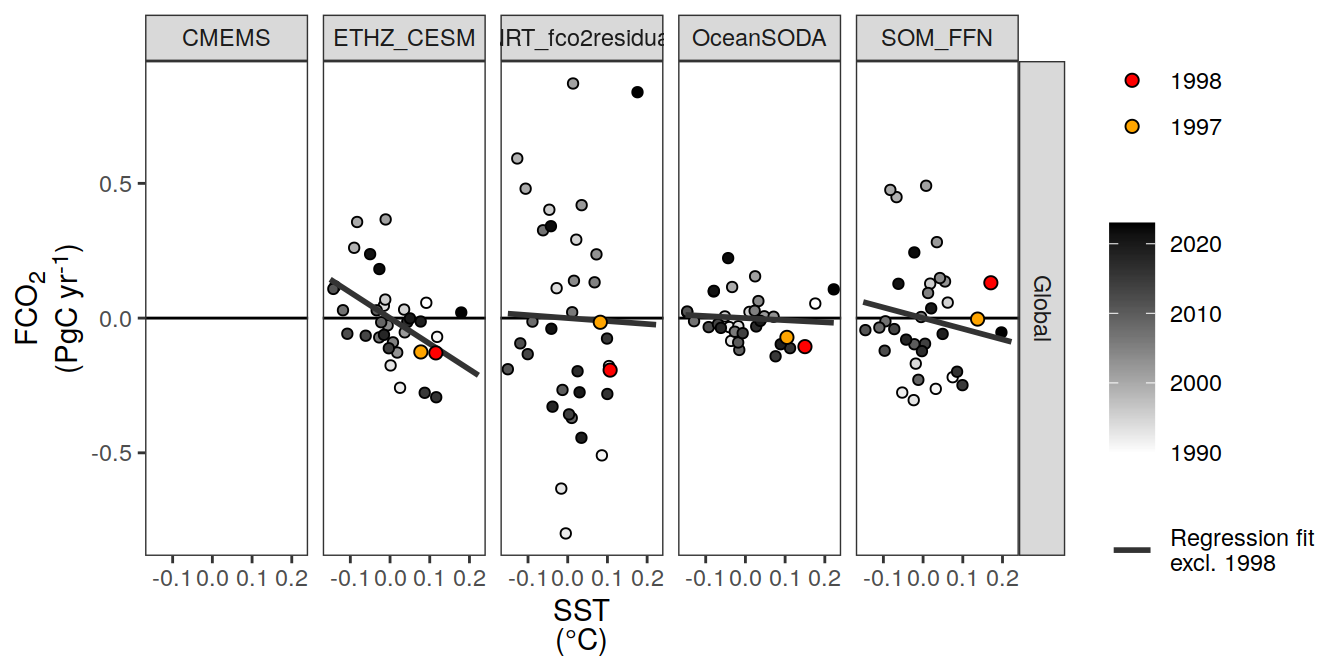 CMEMS ETHZ_CESM NRT_fco2residual OceanSODA SOM_FFN
Global
FCO2
(PgC yr-1)
0.5
0.0
-0.5
-0.1 0.0 0.1 0.2 -0.1 0.0 0.1 0.2 -0.1 0.0 0.1 0.2 -0.1 0.0 0.1 0.2 -0.1 0.0 0.1 0.2
SST
(°C)
1998
1997
2020
2010
2000
1990
Regression fit
excl. 1998